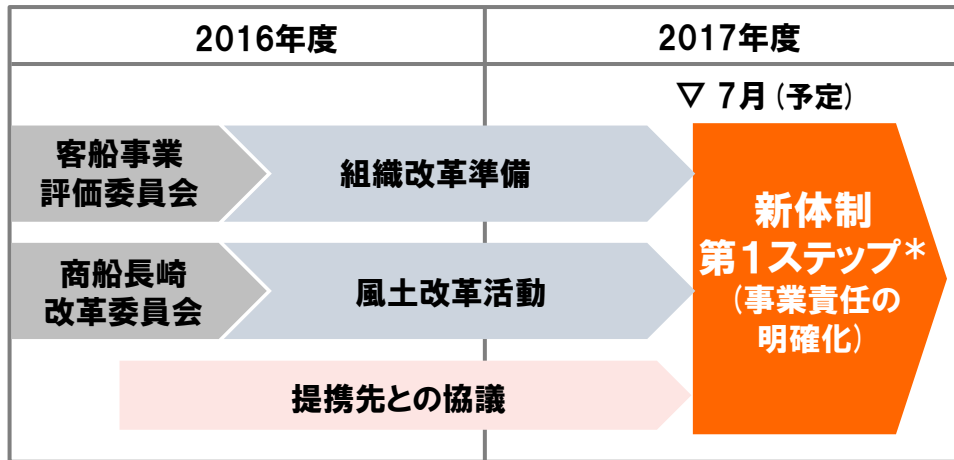 2016年度
2017年度
▽ 7月(予定)
客船事業
評価委員会
組織改革準備
商船長崎
改革委員会
風土改革活動
提携先との協議
新体制
第1ステップ*
(事業責任の
明確化)